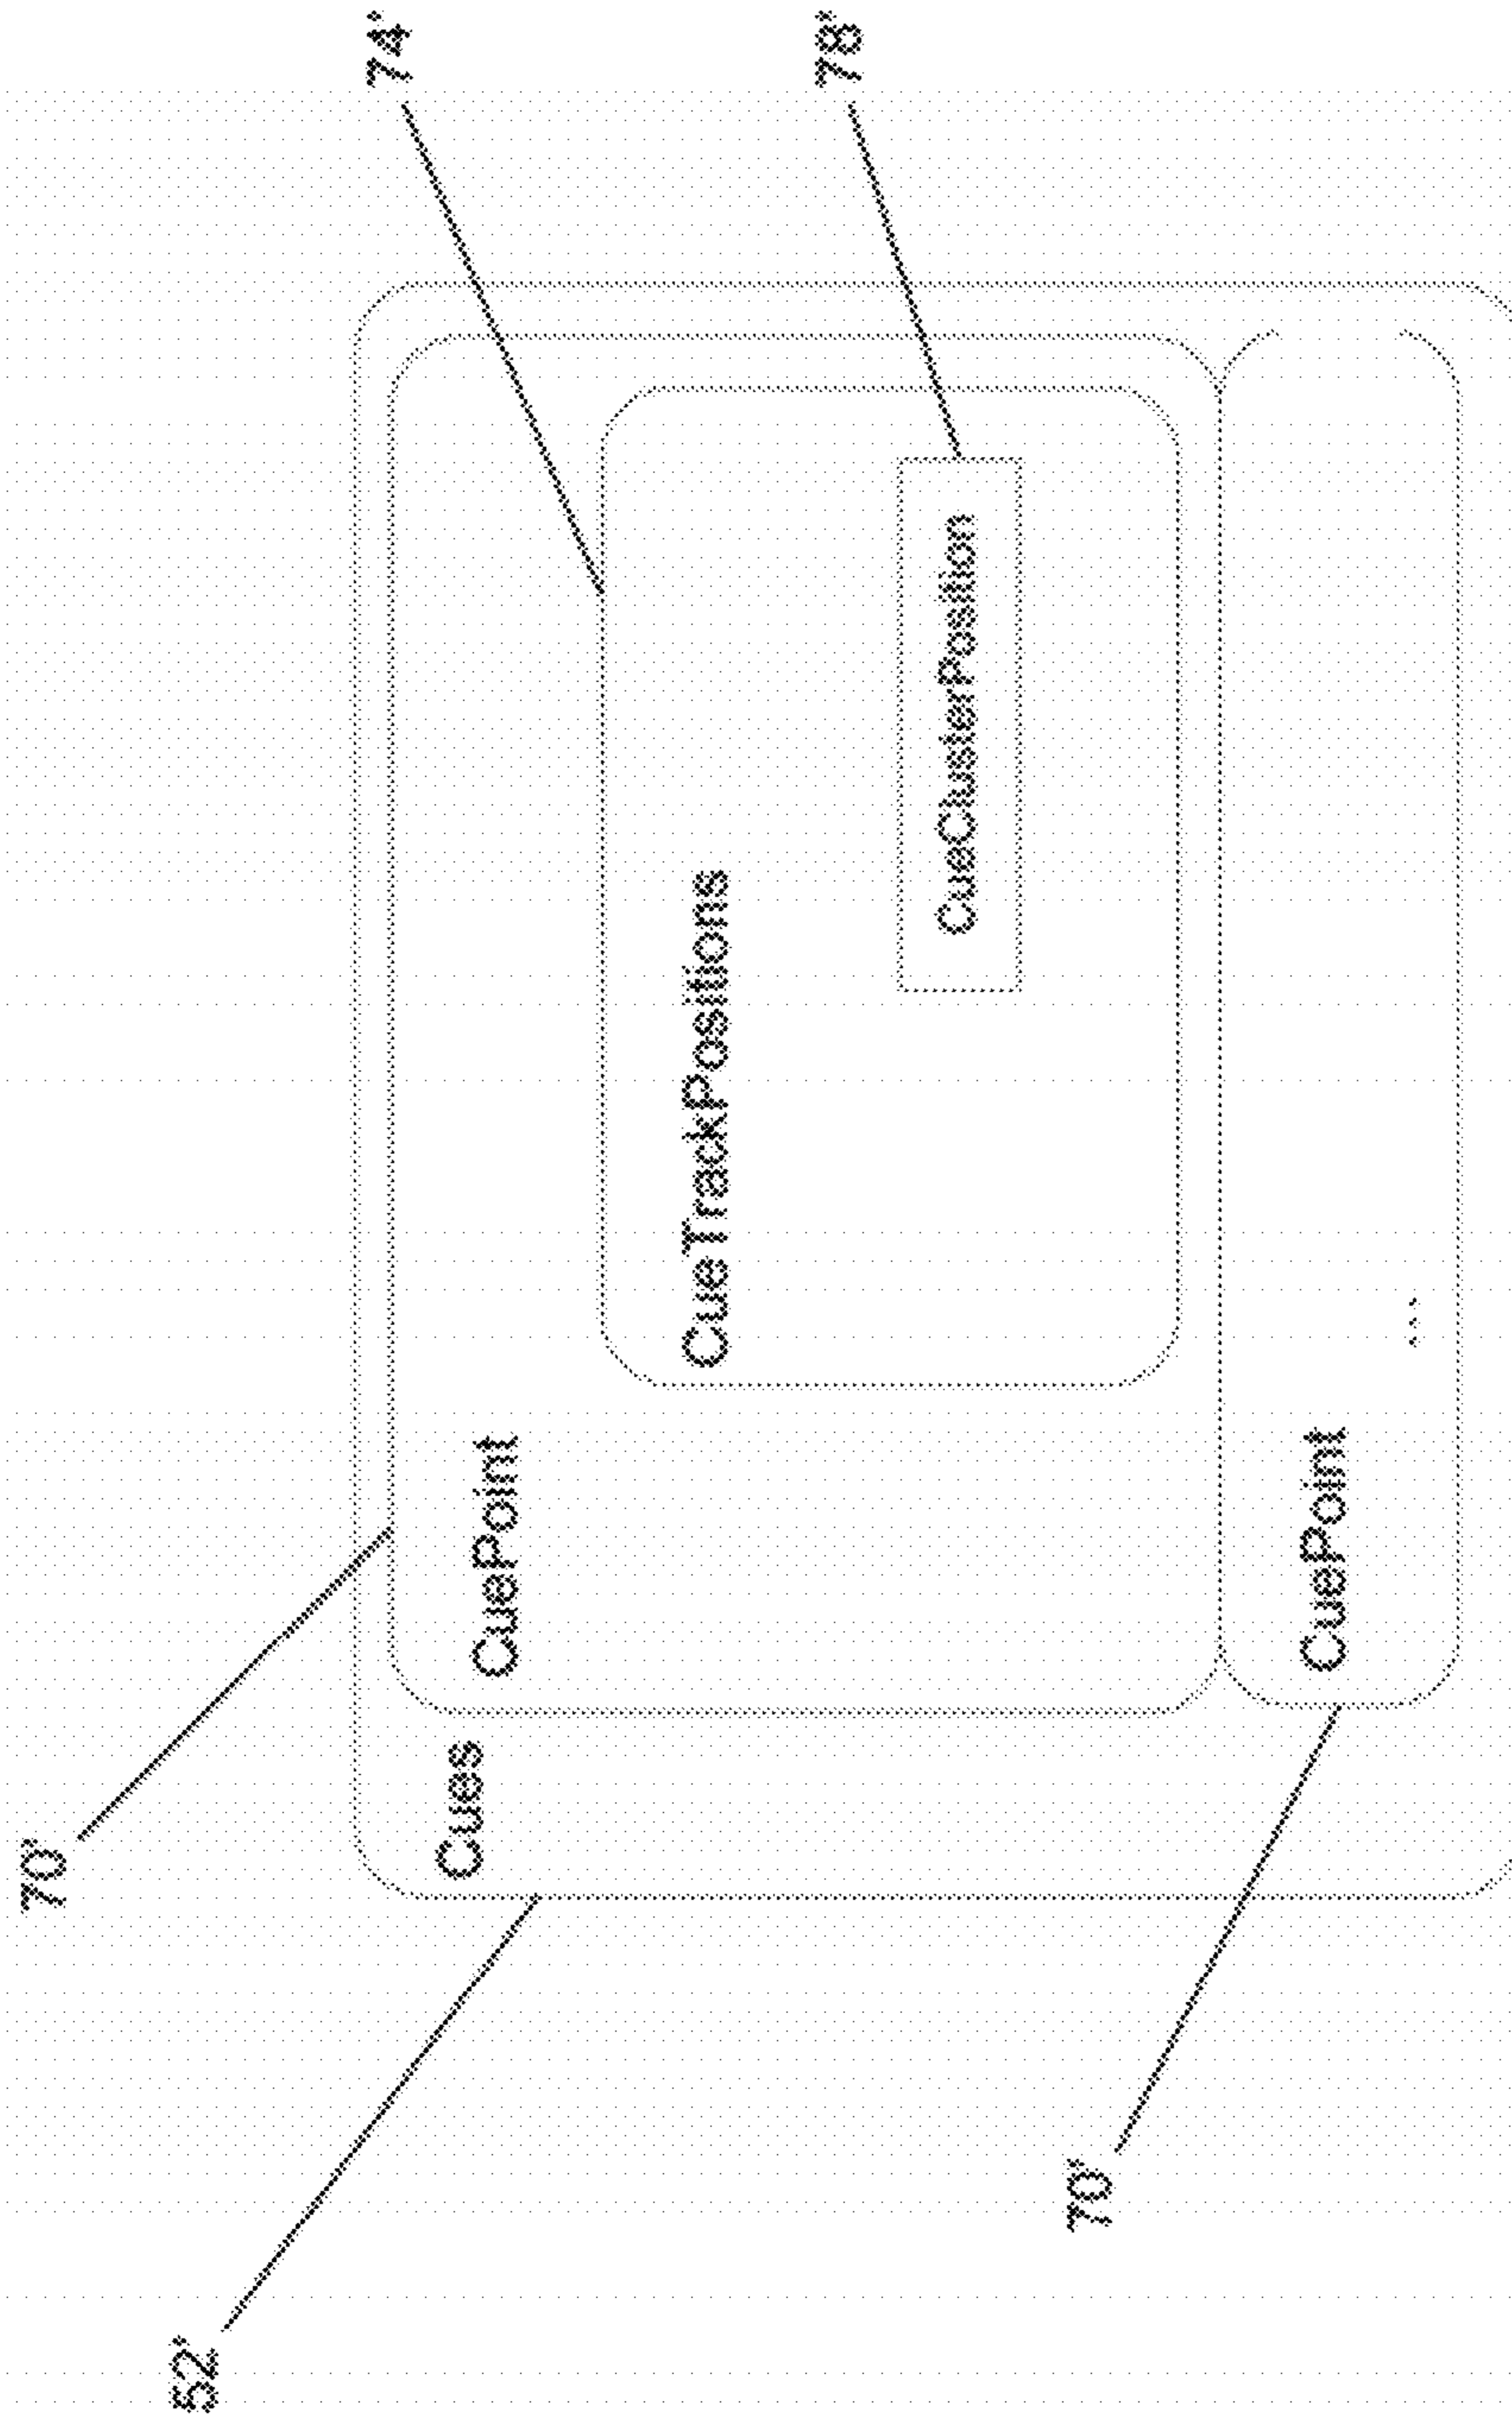 70'
52'
74'
Cues
CuePoint
CueTrackPositions
78'
CueClusterPosition
70'
CuePoint
...